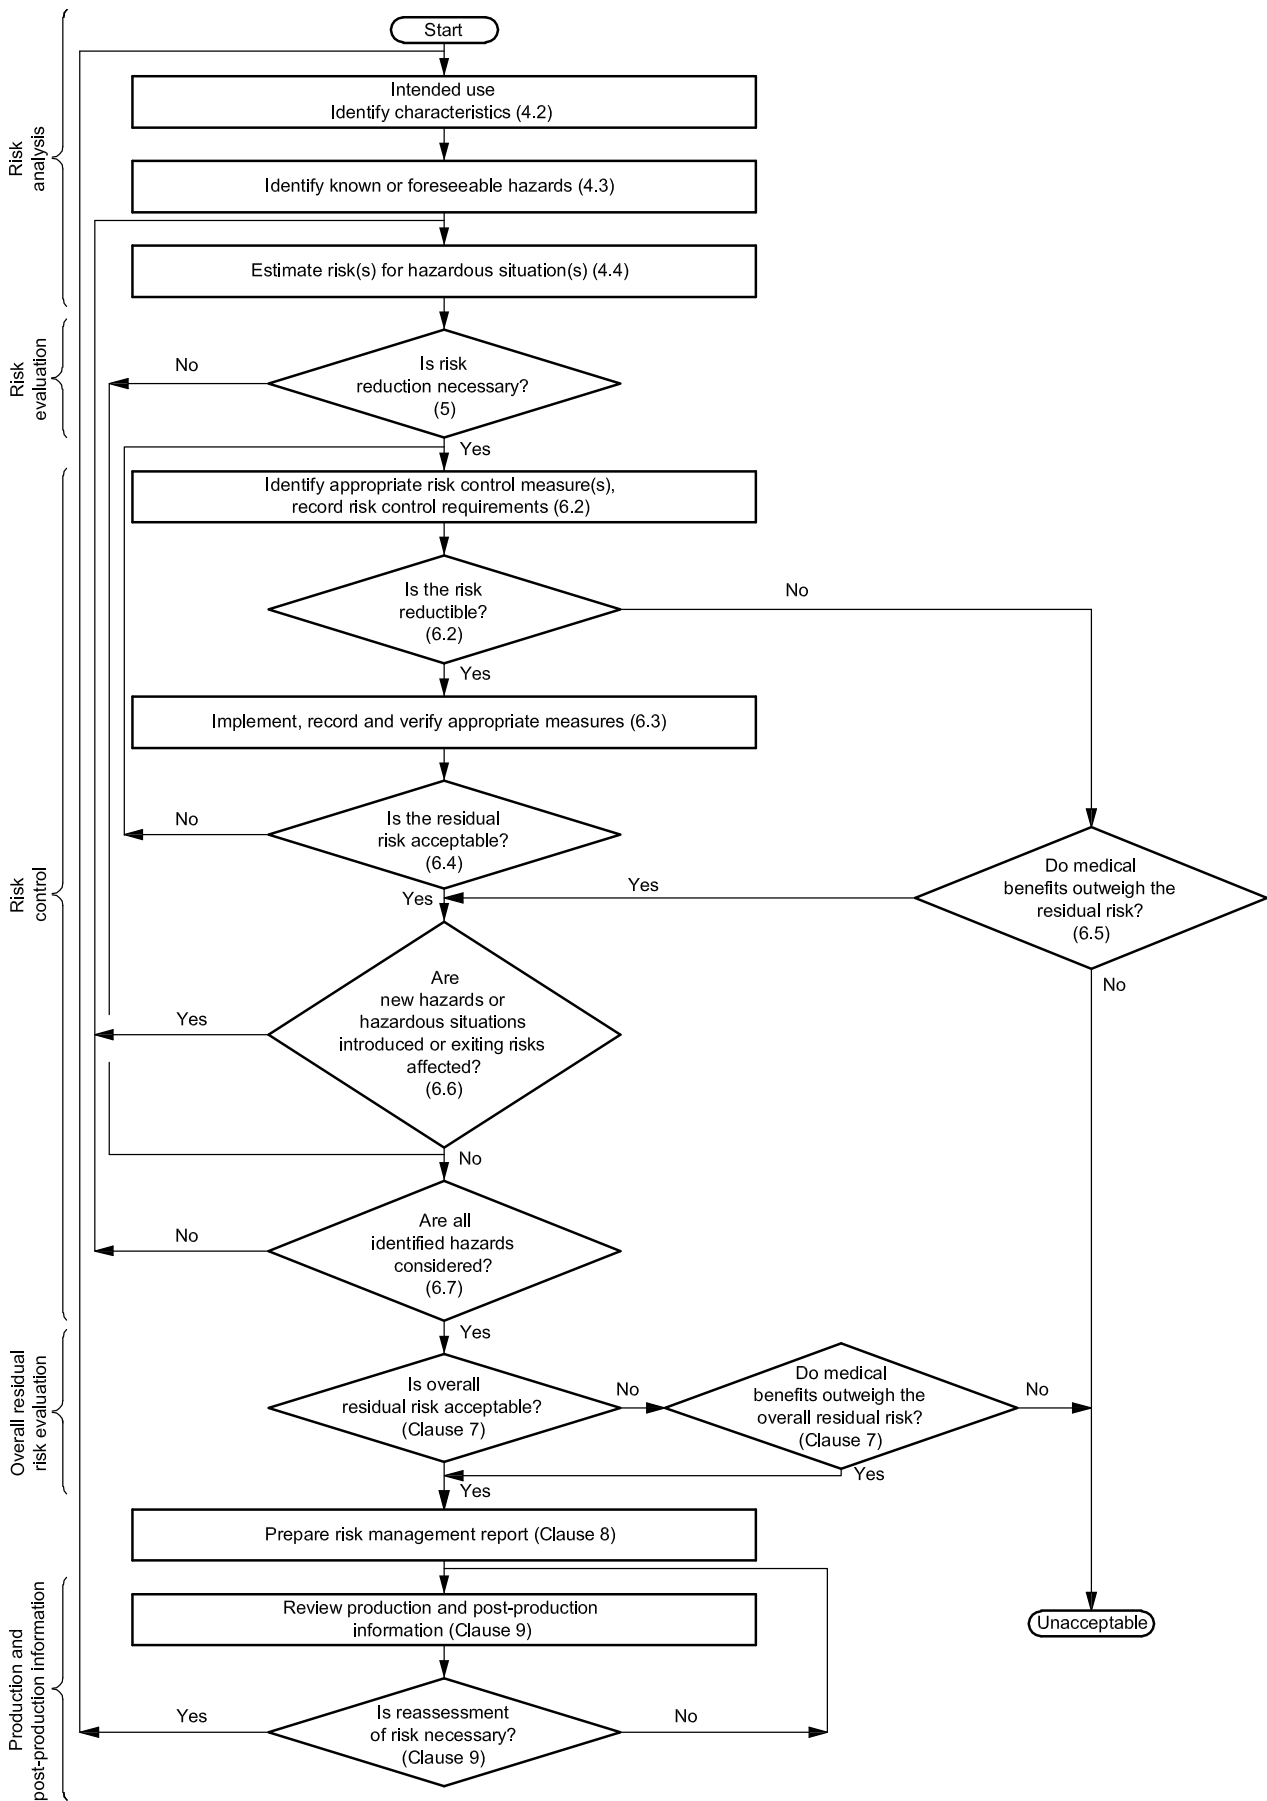 Start
Intended use
Identify characteristics (4.2)
Risk
analysis
Identify known or foreseeable hazards (4.3)
Estimate risk(s) for hazardous situation(s) (4.4)
Risk
evaluation
No
Is risk
reduction necessary?
(5)
Yes
Identify appropriate risk control measure(s),
record risk control requirements (6.2)
Is the risk
reductible?
(6.2)
No
Yes
Implement, record and verify appropriate measures (6.3)
No
Is the residual
risk acceptable?
(6.4)
Risk
control
Yes
Yes
Do medical
benefits outweigh the
residual risk?
(6.5)
No
Yes
Are
new hazards or
hazardous situations
introduced or exiting risks
affected?
(6.6)
No
No
Are all
identified hazards
considered?
(6.7)
Yes
Overall residual
risk evaluation
Is overall
residual risk acceptable?
(Clause 7)
No
Do medical
benefits outweigh the
overall residual risk?
(Clause 7)
No
Yes
Yes
Prepare risk management report (Clause 8)
Production and
post-production information
Review production and post-production
information (Clause 9)
Unacceptable
Yes
Is reassessment
of risk necessary?
(Clause 9)
No